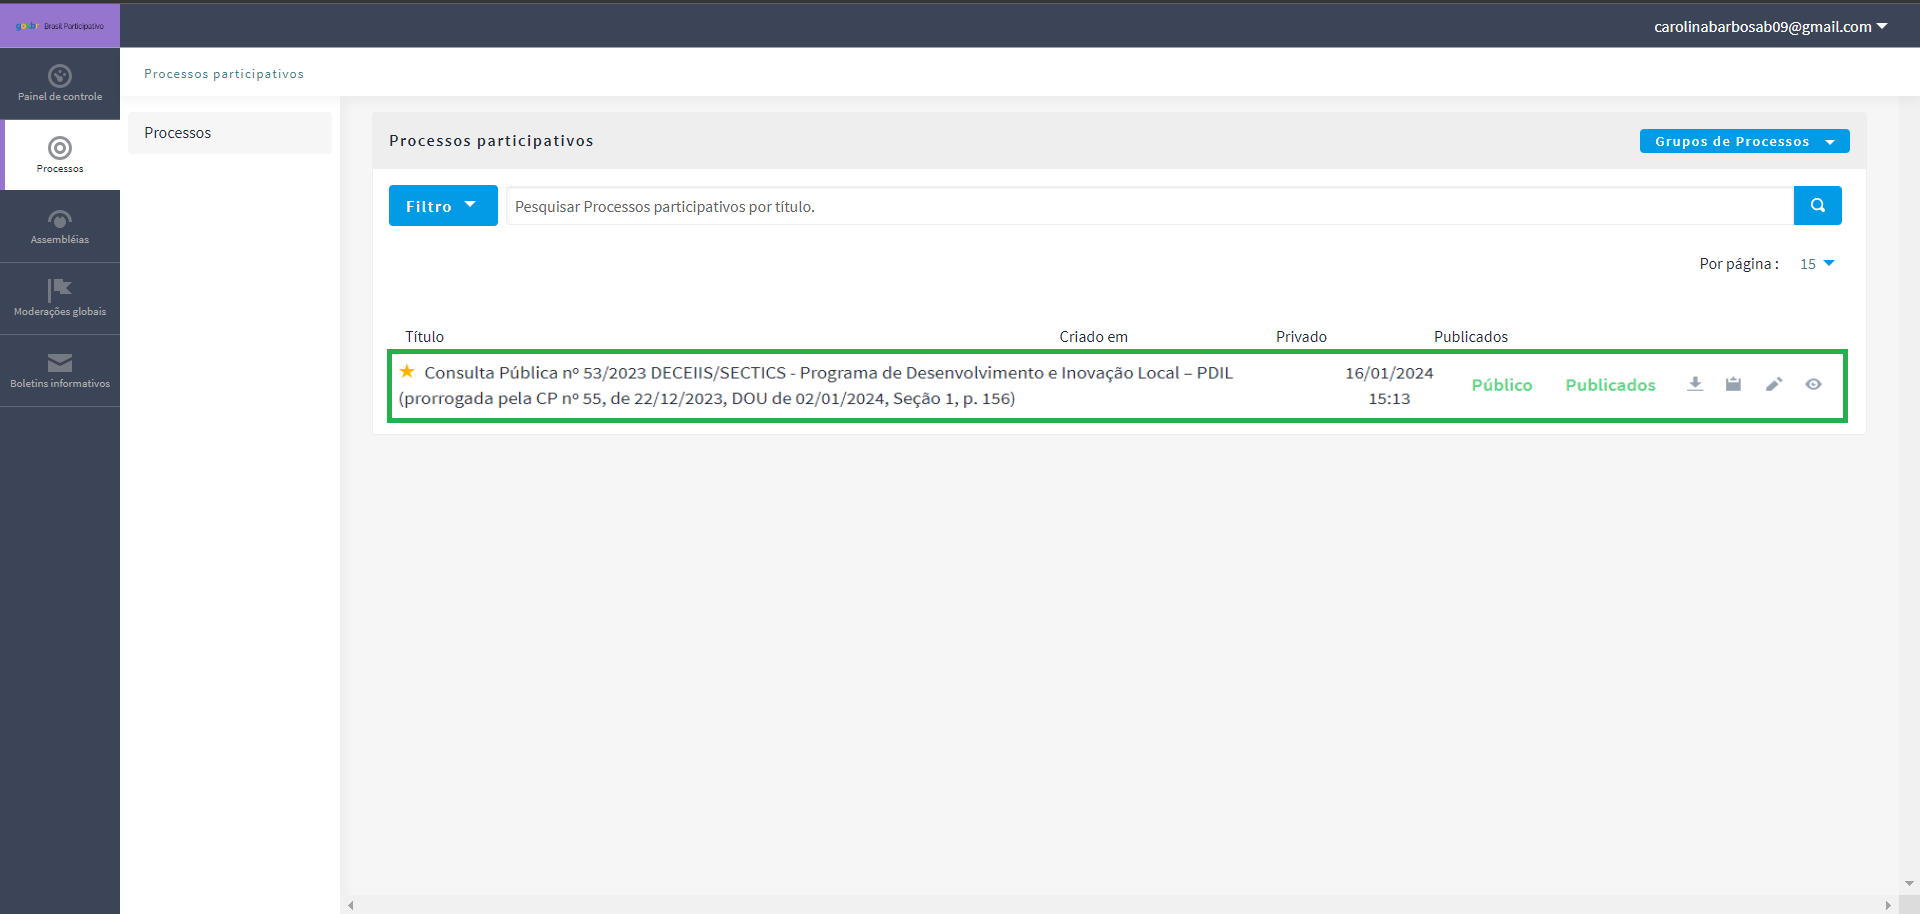 gov.br Brasil Participativo
carolinabarbosab09@gmail.com
Painel de controle
Processos
Assembléias
Moderações globais
Boletins informativos
Processos participativos
Processos
Processos participativos
Grupos de Processos
Filtro
Pesquisar Processos participativos por título.
Por página : 15
Título Criado em Privado Publicados
Consulta Pública nº 53/2023 DECEIIS/SECTICS - Programa de Desenvolvimento e Inovação Local – PDIL
(prorrogada pela CP nº 55, de 22/12/2023, DOU de 02/01/2024, Seção 1, p. 156)
16/01/2024
15:13
Público
Publicados